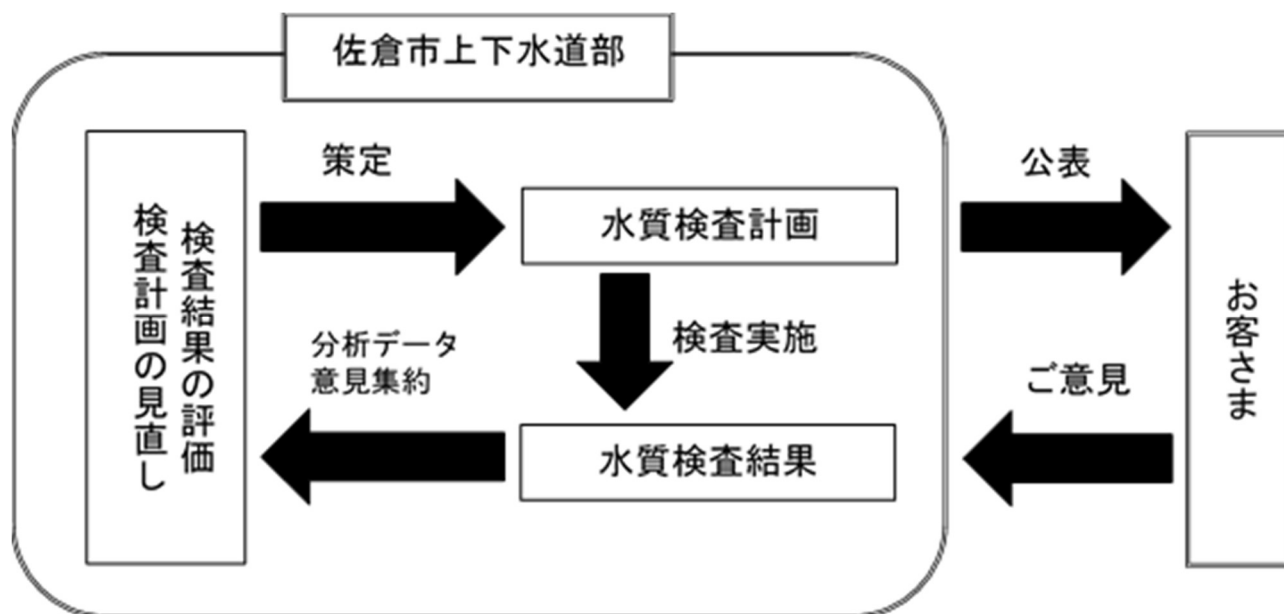 佐倉市上下水道部
検査結果の評価
検査計画の見直し
策定
水質検査計画
公表
検査実施
分析データ
意見集約
水質検査結果
ご意見
お客さま